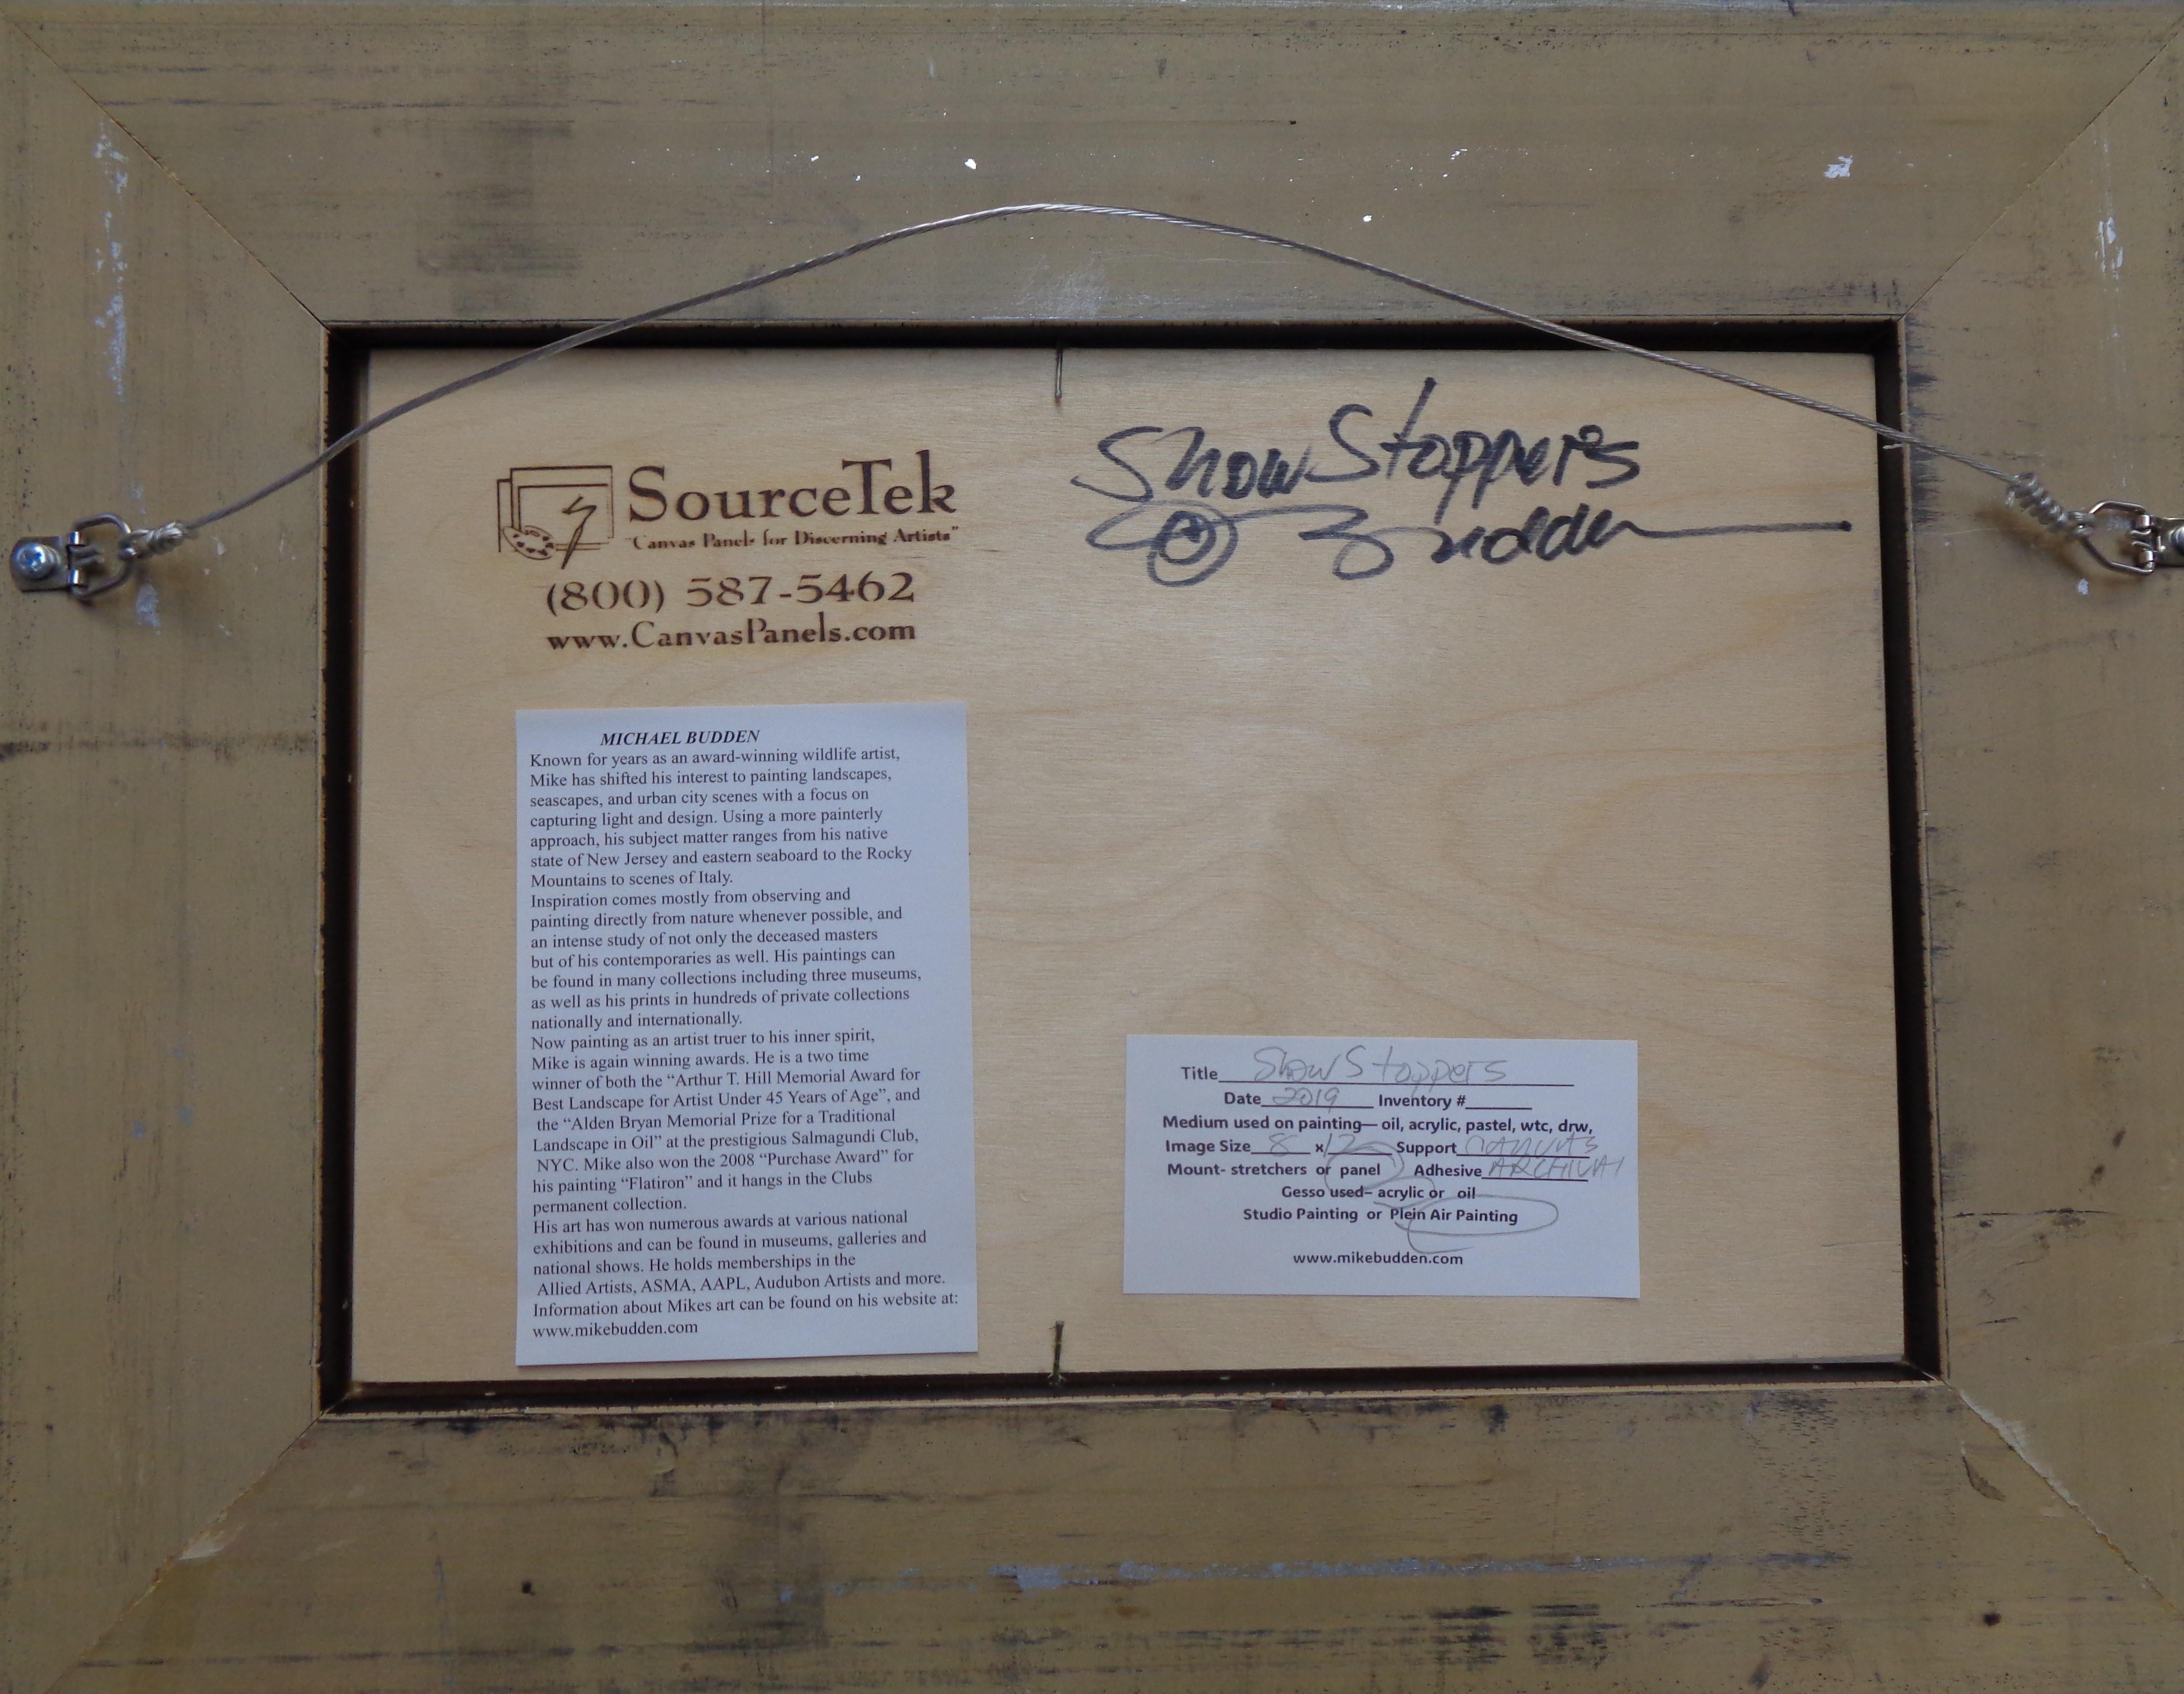 SourceTek
"Canvas Panels for Discerning Artists"
(800) 587-5462
www.CanvasPanels.com
Show Stoppers
© Budden
MICHAEL BUDDEN
Known for years as an award-winning wildlife artist,
Mike has shifted his interest to painting landscapes,
seascapes, and urban city scenes with a focus on
capturing light and design. Using a more painterly
approach, his subject matter ranges from his native
state of New Jersey and eastern seaboard to the Rocky
Mountains to scenes of Italy.
Inspiration comes mostly from observing and
painting directly from nature whenever possible, and
an intense study of not only the deceased masters
but of his contemporaries as well. His paintings can
be found in many collections including three museums,
as well as his prints in hundreds of private collections
nationally and internationally.
Now painting as an artist truer to his inner spirit,
Mike is again winning awards. He is a two time
winner of both the “Arthur T. Hill Memorial Award for
Best Landscape for Artist Under 45 Years of Age”, and
the “Alden Bryan Memorial Prize for a Traditional
Landscape in Oil” at the prestigious Salmagundi Club,
NYC. Mike also won the 2008 “Purchase Award” for
his painting “Flatiron” and it hangs in the Clubs
permanent collection.
His art has won numerous awards at various national
exhibitions and can be found in museums, galleries and
national shows. He holds memberships in the
Allied Artists, ASMA, AAPL, Audubon Artists and more.
Information about Mikes art can be found on his website at:
www.mikebudden.com
Title Show Stoppers
Date 2019 Inventory #
Medium used on painting— oil, acrylic, pastel, wtc, drw,
Image Size 8 x 12 Support CANVAS
Mount- stretchers or panel Adhesive ARCHIVAl
Gesso used– acrylic or oil
Studio Painting or Plein Air Painting
www.mikebudden.com